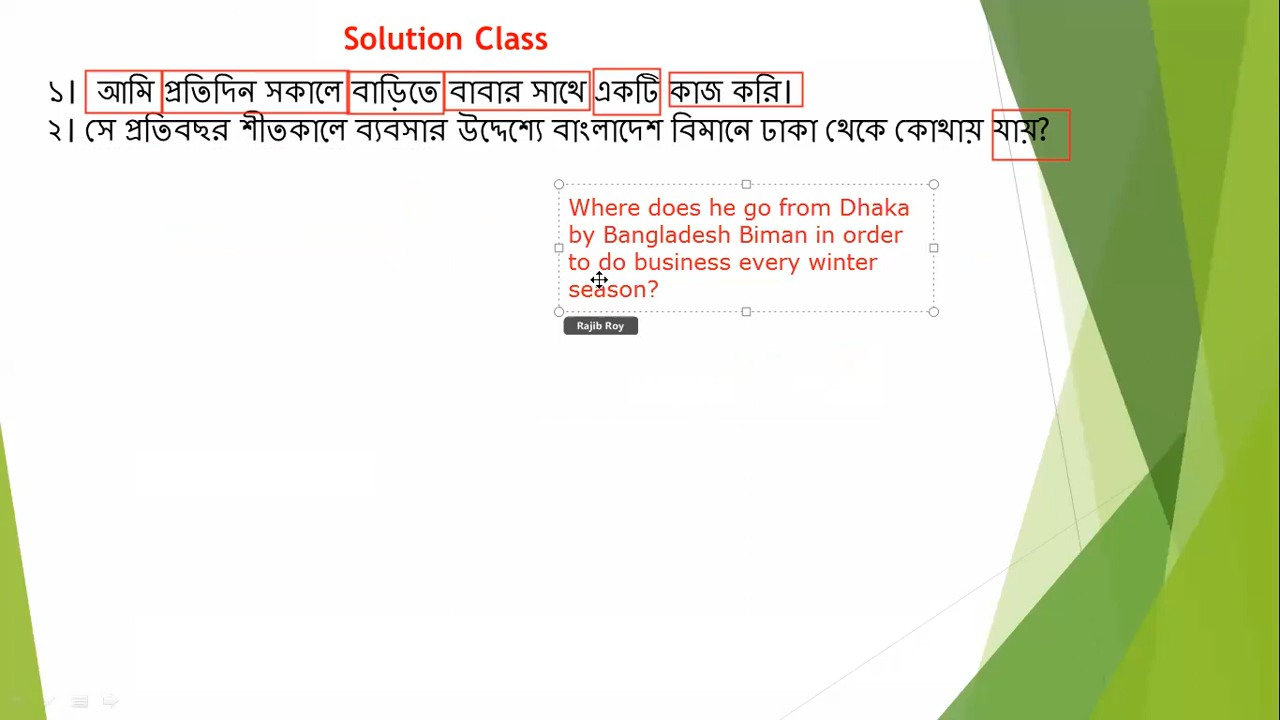 Solution Class
১। আমি প্রতিদিন সকালে বাড়িতে বাবার সাথে একটি কাজ করি।
২। সে প্রতিবছর শীতকালে ব্যবসার উদ্দেশ্যে বাংলাদেশ বিমানে ঢাকা থেকে কোথায় যায়?
Where does he go from Dhaka
by Bangladesh Biman in order
to do business every winter
season?
Rajib Roy